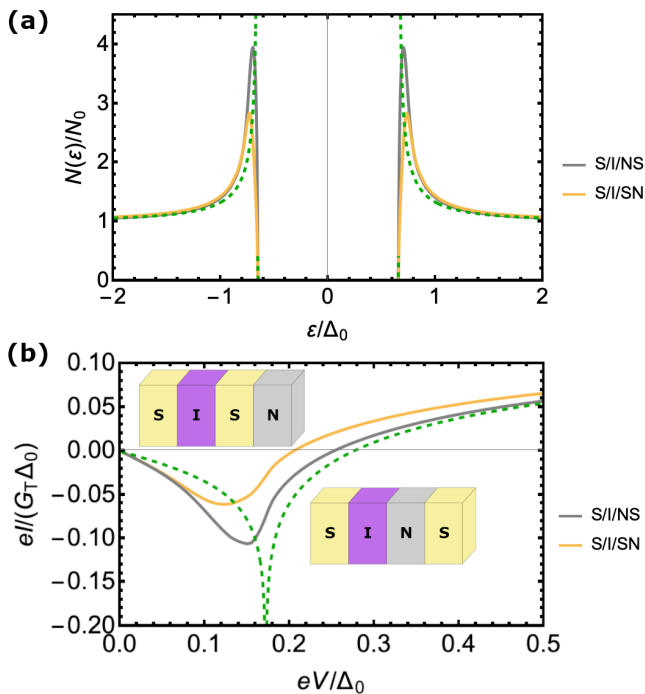 (a)
N(ε)/N₀
4
3
2
1
0
−2 −1 0 1 2
ε/Δ₀
S/I/NS
S/I/SN
(b)
eI/(G_TΔ₀)
0.10
0.05
0.00
−0.05
−0.10
−0.15
−0.20
0.0 0.1 0.2 0.3 0.4 0.5
eV/Δ₀
S I S N
S I N S
S/I/NS
S/I/SN